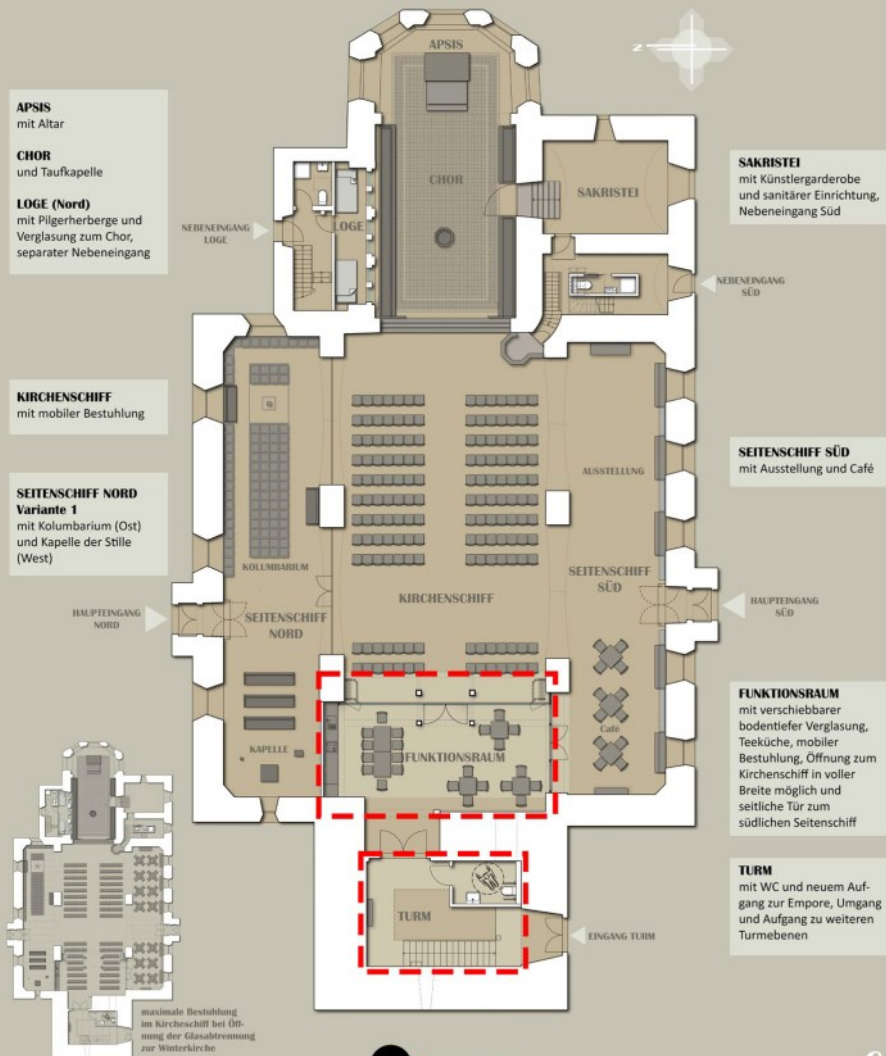 APSIS
mit Altar
CHOR
und Taufkapelle
LOGE (Nord)
mit Pilgerherberge und
Verglasung zum Chor,
separater Nebeneingang
KIRCHENSCHIFF
mit mobiler Bestuhlung
SEITENSCHIFF NORD
Variante 1
mit Kolumbarium (Ost)
und Kapelle der Stille
(West)
APSIS
CHOR
LOGE
NEBENEINGANG
LOGE
SAKRISTEI
NEBENEINGANG
SÜD
AUSSTELLUNG
KOLUMBARIUM
KIRCHENSCHIFF
SEITENSCHIFF
SÜD
SEITENSCHIFF
NORD
HAUPTEINGANG
NORD
HAUPTEINGANG
SÜD
KAPELLE
FUNKTIONSRAUM
Café
TURM
EINGANG TURM
N
SAKRISTEI
mit Künstlergarderobe
und sanitärer Einrichtung,
Nebeneingang Süd
SEITENSCHIFF SÜD
mit Ausstellung und Café
FUNKTIONSRAUM
mit verschiebbarer
bodentiefer Verglasung,
Teeküche, mobiler
Bestuhlung, Öffnung zum
Kirchenschiff in voller
Breite möglich und
seitliche Tür zum
südlichen Seitenschiff
TURM
mit WC und neuem Auf-
gang zur Empore, Umgang
und Aufgang zu weiteren
Turmebenen
maximale Bestuhlung
im Kircheschiff bei Öff-
nung der Glasabtrennung
zur Winterkirche